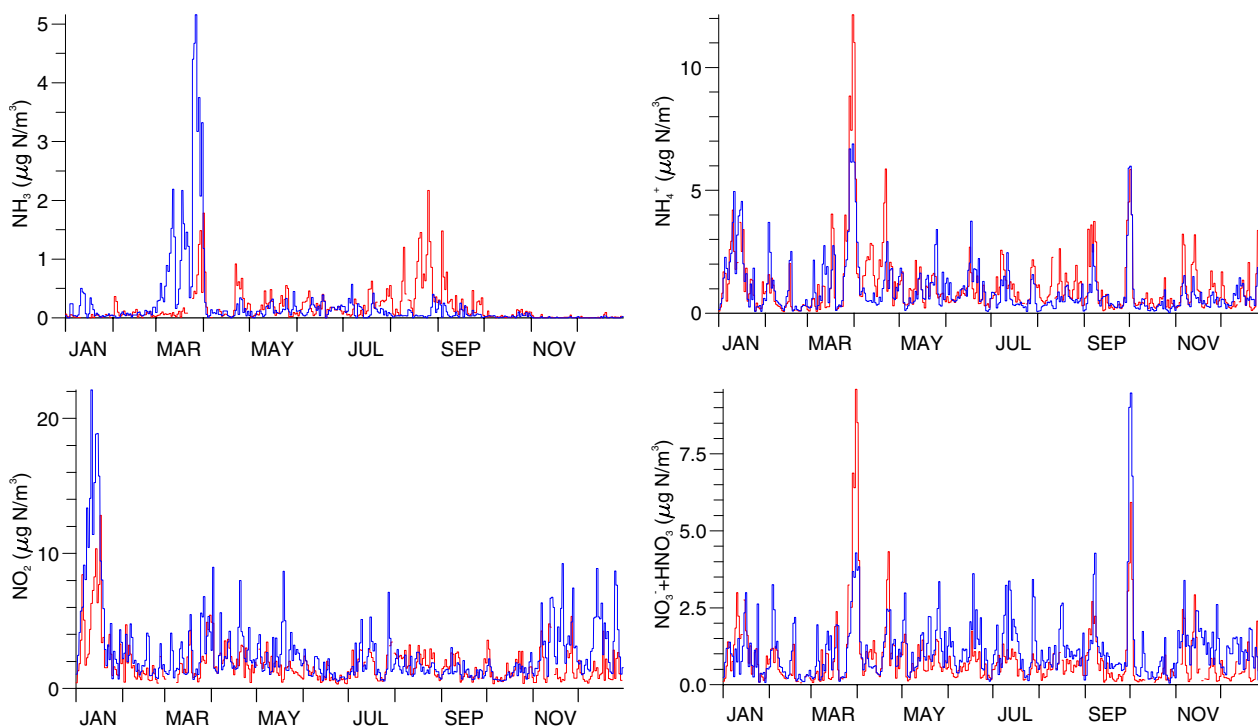 NH₃ (μg N/m³)
5
4
3
2
1
0
JAN MAR MAY JUL SEP NOV
NH₄⁺ (μg N/m³)
10
5
0
JAN MAR MAY JUL SEP NOV
NO₂ (μg N/m³)
20
10
0
JAN MAR MAY JUL SEP NOV
NO₃⁻+HNO₃ (μg N/m³)
7.5
5.0
2.5
0.0
JAN MAR MAY JUL SEP NOV